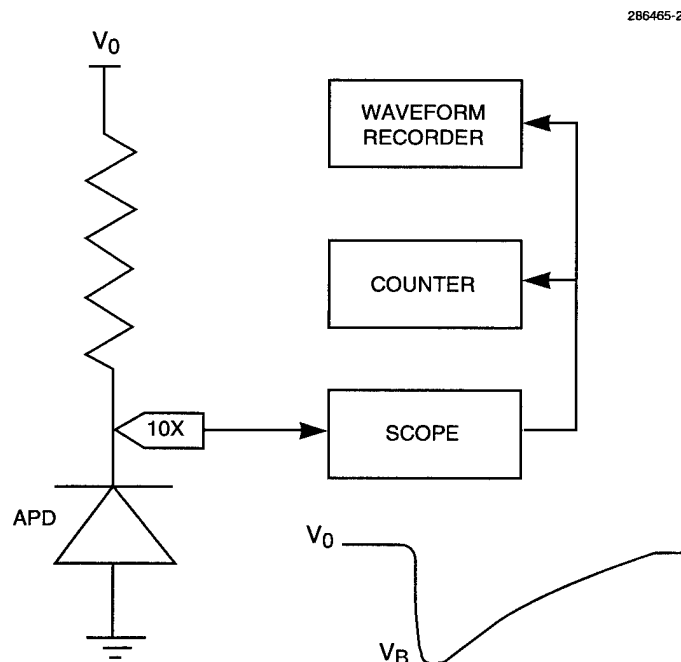 286465-2
V0
WAVEFORM
RECORDER
COUNTER
10X
SCOPE
APD
V0
VB